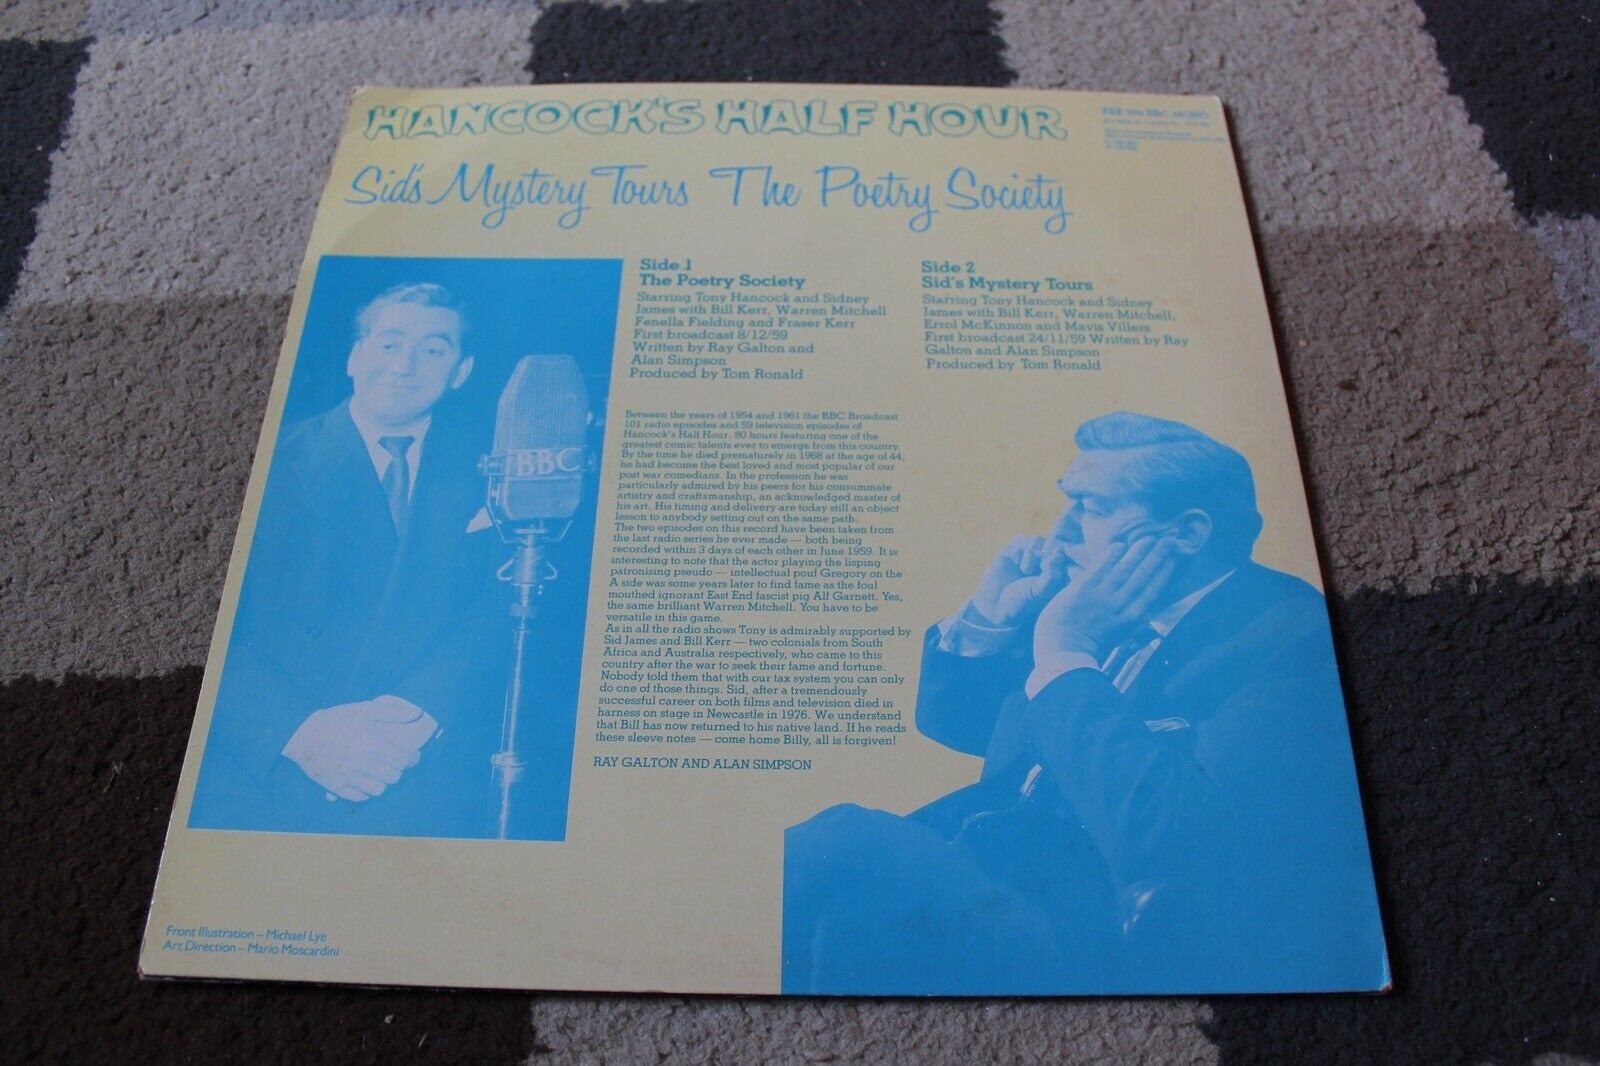 HANCOCK'S HALF HOUR
REB 394 BBC MONO
Sid's Mystery Tours The Poetry Society
Side 1
The Poetry Society
Starring Tony Hancock and Sidney
James with Bill Kerr, Warren Mitchell
Fenella Fielding and Fraser Kerr
First broadcast 8/12/59
Written by Ray Galton and
Alan Simpson
Produced by Tom Ronald
Side 2
Sid's Mystery Tours
Starring Tony Hancock and Sidney
James with Bill Kerr, Warren Mitchell,
Errol McKinnon and Mavis Villers
First broadcast 24/11/59 Written by Ray
Galton and Alan Simpson
Produced by Tom Ronald
BBC
Between the years of 1954 and 1961 the BBC Broadcast
101 radio episodes and 59 television episodes of
Hancock's Half Hour. 80 hours featuring one of the
greatest comic talents ever to emerge from this country.
By the time he died prematurely in 1968 at the age of 44,
he had become the best loved and most popular of our
post war comedians. In the profession he was
particularly admired by his peers for his consummate
artistry and craftsmanship, an acknowledged master of
his art. His timing and delivery are today still an object
lesson to anybody setting out on the same path.
The two episodes on this record have been taken from
the last radio series he ever made — both being
recorded within 3 days of each other in June 1959. It is
interesting to note that the actor playing the lisping
patronising pseudo — intellectual pouf Gregory on the
A side was some years later to find fame as the foul
mouthed ignorant East End fascist pig Alf Garnett. Yes,
the same brilliant Warren Mitchell. You have to be
versatile in this game.
As in all the radio shows Tony is admirably supported by
Sid James and Bill Kerr — two colonials from South
Africa and Australia respectively, who came to this
country after the war to seek their fame and fortune.
Nobody told them that with our tax system you can only
do one of those things. Sid, after a tremendously
successful career on both films and television died in
harness on stage in Newcastle in 1976. We understand
that Bill has now returned to his native land. If he reads
these sleeve notes — come home Billy, all is forgiven!
RAY GALTON AND ALAN SIMPSON
Front Illustration – Michael Lye
Art Direction – Mario Moscardini